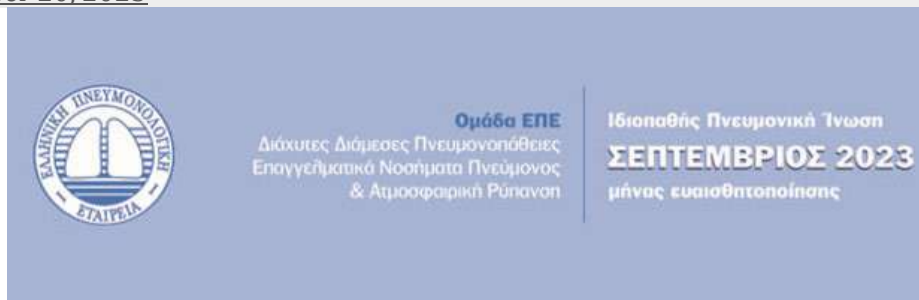 ΕΛΛΗΝΙΚΗ ΠΝΕΥΜΟΝΟΛΟΓΙΚΗ
ΕΤΑΙΡΕΙΑ
Ομάδα ΕΠΕ
Διάχυτες Διάμεσες Πνευμονοπάθειες
Επαγγελματικά Νοσήματα Πνεύμονος
& Ατμοσφαιρική Ρύπανση
Ιδιοπαθής Πνευμονική Ίνωση
ΣΕΠΤΕΜΒΡΙΟΣ 2023
μήνας ευαισθητοποίησης